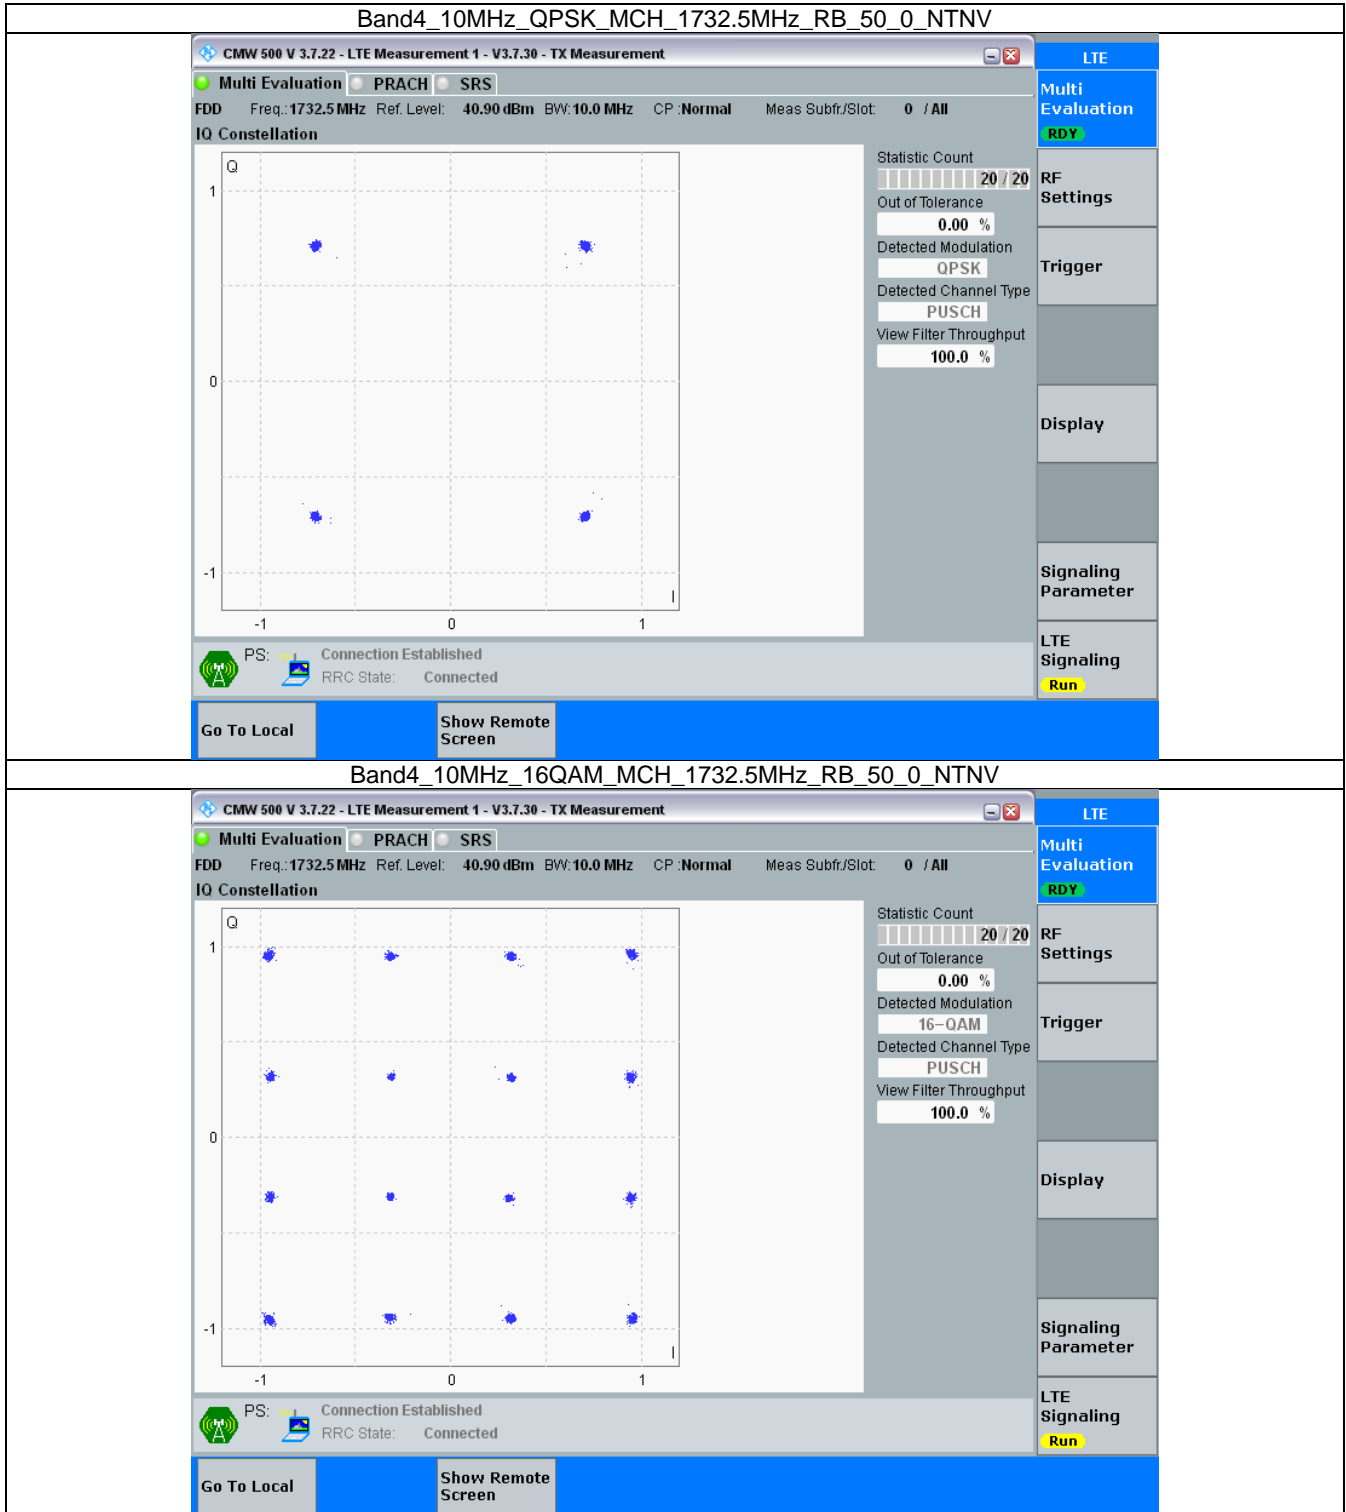 Band4_10MHz_QPSK_MCH_1732.5MHz_RB_50_0_NTNV
CMW 500 V 3.7.22 - LTE Measurement 1 - V3.7.30 - TX Measurement
LTE
Multi Evaluation PRACH SRS
Multi
Evaluation
RDY
FDD Freq.: 1732.5 MHz Ref. Level: 40.90 dBm BW: 10.0 MHz CP : Normal Meas Subfr./Slot: 0 / All
IQ Constellation
Q
1
0
-1
I
-1 0 1
Statistic Count
20 / 20
Out of Tolerance
0.00 %
Detected Modulation
QPSK
Detected Channel Type
PUSCH
View Filter Throughput
100.0 %
RF
Settings
Trigger
Display
Signaling
Parameter
LTE
Signaling
Run
PS: Connection Established
RRC State: Connected
Go To Local
Show Remote
Screen
Band4_10MHz_16QAM_MCH_1732.5MHz_RB_50_0_NTNV
CMW 500 V 3.7.22 - LTE Measurement 1 - V3.7.30 - TX Measurement
LTE
Multi Evaluation PRACH SRS
Multi
Evaluation
RDY
FDD Freq.: 1732.5 MHz Ref. Level: 40.90 dBm BW: 10.0 MHz CP : Normal Meas Subfr./Slot: 0 / All
IQ Constellation
Q
1
0
-1
I
-1 0 1
Statistic Count
20 / 20
Out of Tolerance
0.00 %
Detected Modulation
16-QAM
Detected Channel Type
PUSCH
View Filter Throughput
100.0 %
RF
Settings
Trigger
Display
Signaling
Parameter
LTE
Signaling
Run
PS: Connection Established
RRC State: Connected
Go To Local
Show Remote
Screen